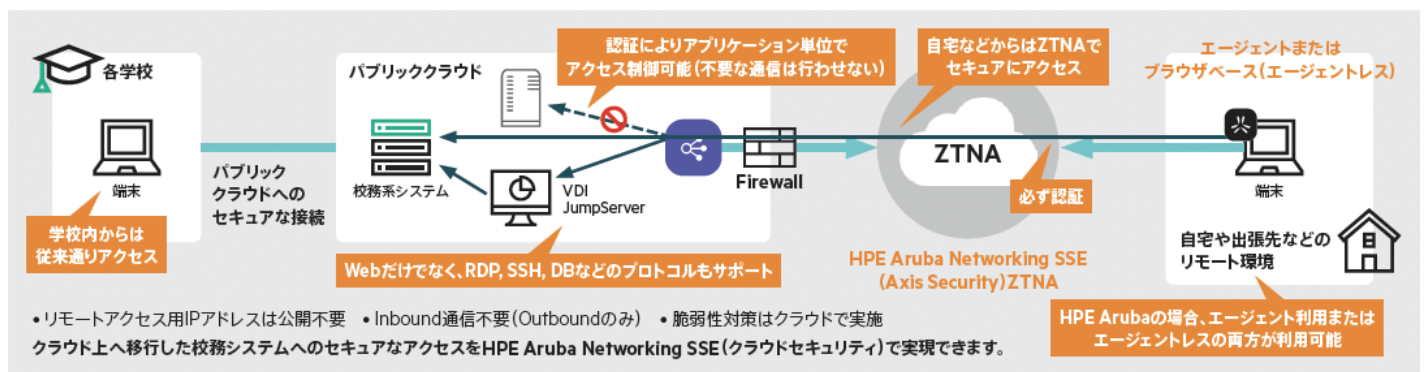 各学校
端末
学校内からは
従来通りアクセス
パブリック
クラウドへの
セキュアな接続
パブリッククラウド
認証によりアプリケーション単位で
アクセス制御可能（不要な通信は行わせない）
校務系システム
VDI
JumpServer
Webだけでなく、RDP, SSH, DBなどのプロトコルもサポート
Firewall
自宅などからはZTNAで
セキュアにアクセス
ZTNA
必ず認証
HPE Aruba Networking SSE
（Axis Security）ZTNA
エージェントまたは
ブラウザベース（エージェントレス）
端末
自宅や出張先などの
リモート環境
HPE Arubaの場合、エージェント利用または
エージェントレスの両方が利用可能
• リモートアクセス用IPアドレスは公開不要 • Inbound通信不要（Outboundのみ） • 脆弱性対策はクラウドで実施
クラウド上へ移行した校務システムへのセキュアなアクセスをHPE Aruba Networking SSE（クラウドセキュリティ）で実現できます。